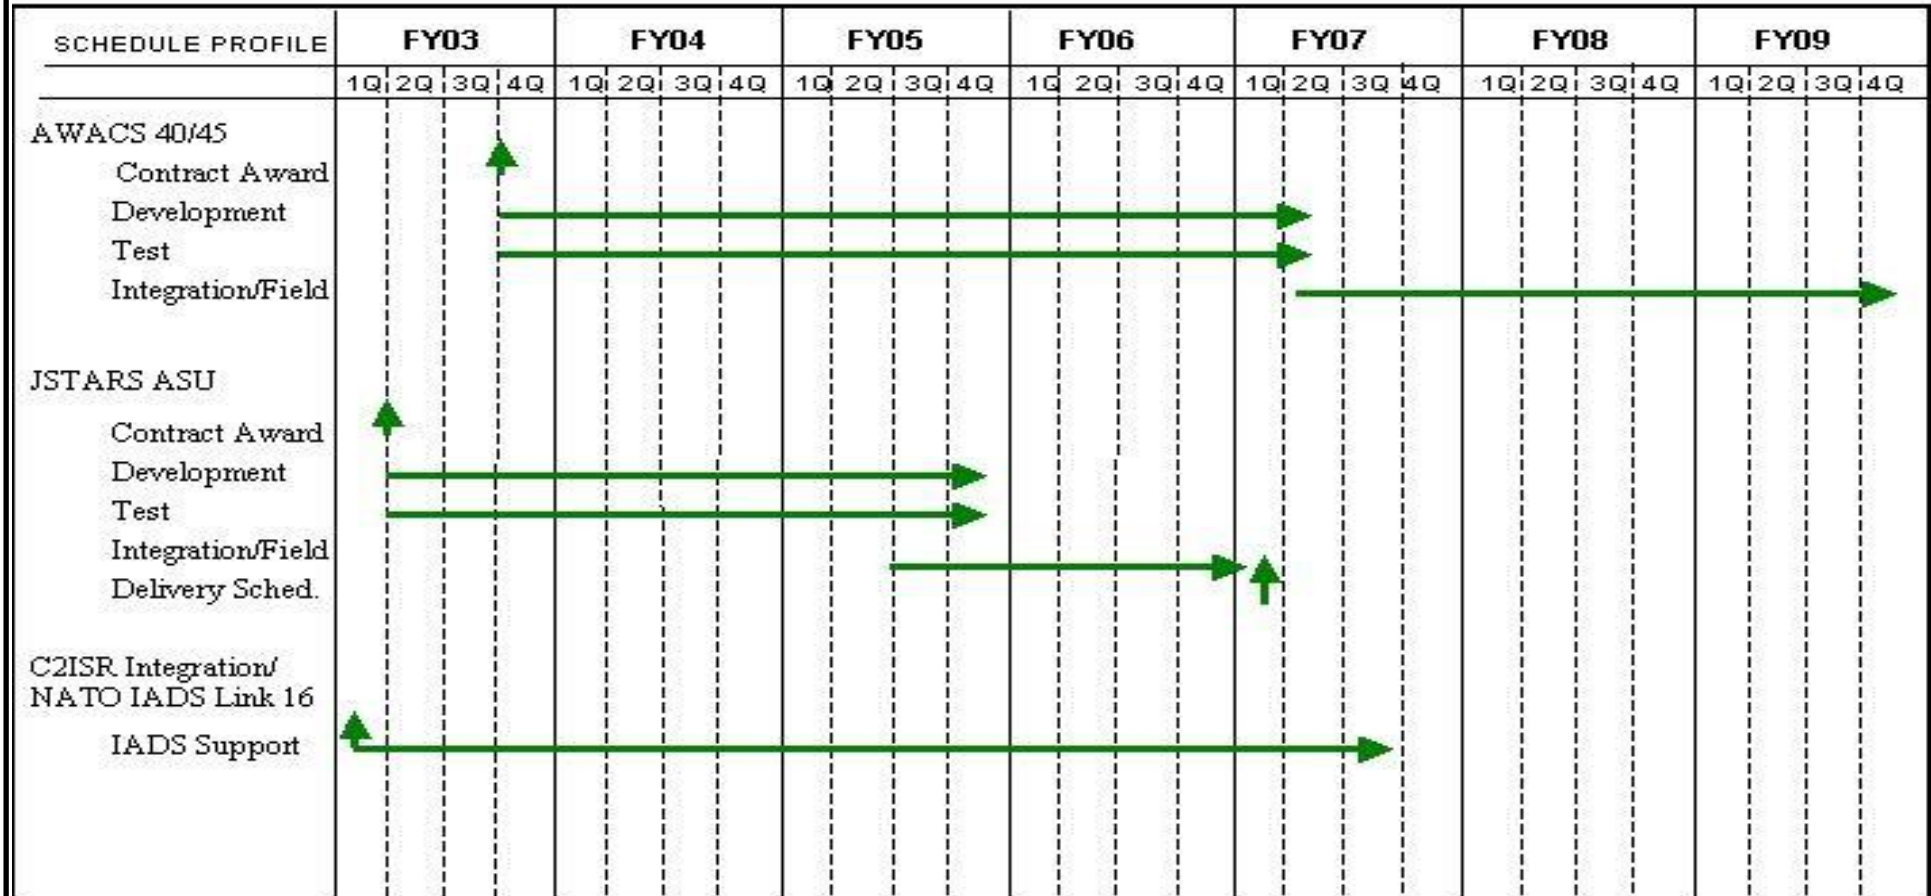 SCHEDULE PROFILE FY03 FY04 FY05 FY06 FY07 FY08 FY09
1Q 2Q 3Q 4Q 1Q 2Q 3Q 4Q 1Q 2Q 3Q 4Q 1Q 2Q 3Q 4Q 1Q 2Q 3Q 4Q 1Q 2Q 3Q 4Q 1Q 2Q 3Q 4Q
AWACS 40/45
Contract Award
Development
Test
Integration/Field
JSTARS ASU
Contract Award
Development
Test
Integration/Field
Delivery Sched.
C2ISR Integration/
NATO IADS Link 16
IADS Support